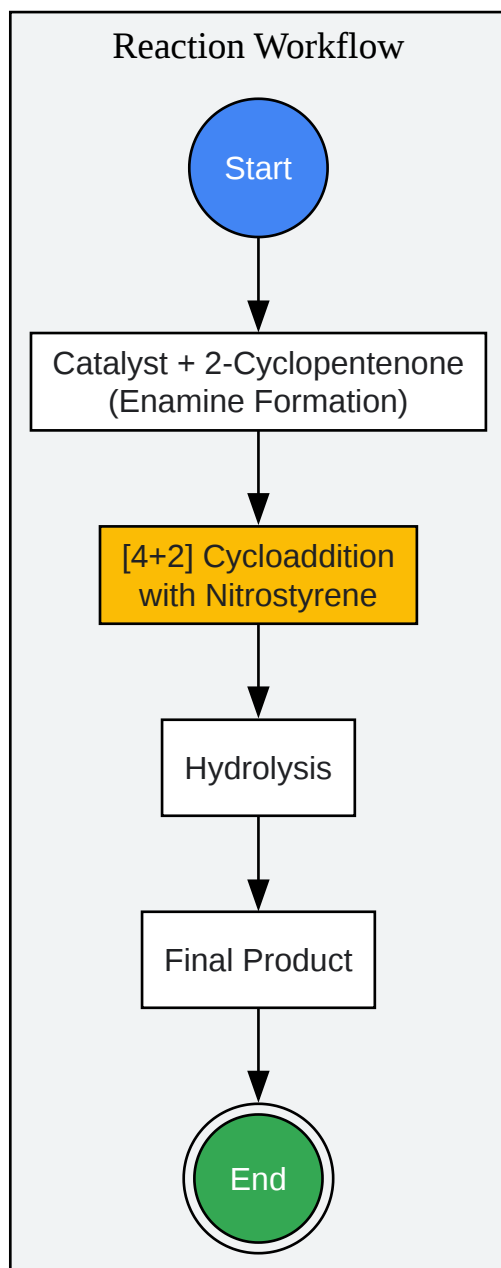 Reaction Workflow
Start
Catalyst + 2-Cyclopentenone
(Enamine Formation)
[4+2] Cycloaddition
with Nitrostyrene
Hydrolysis
Final Product
End